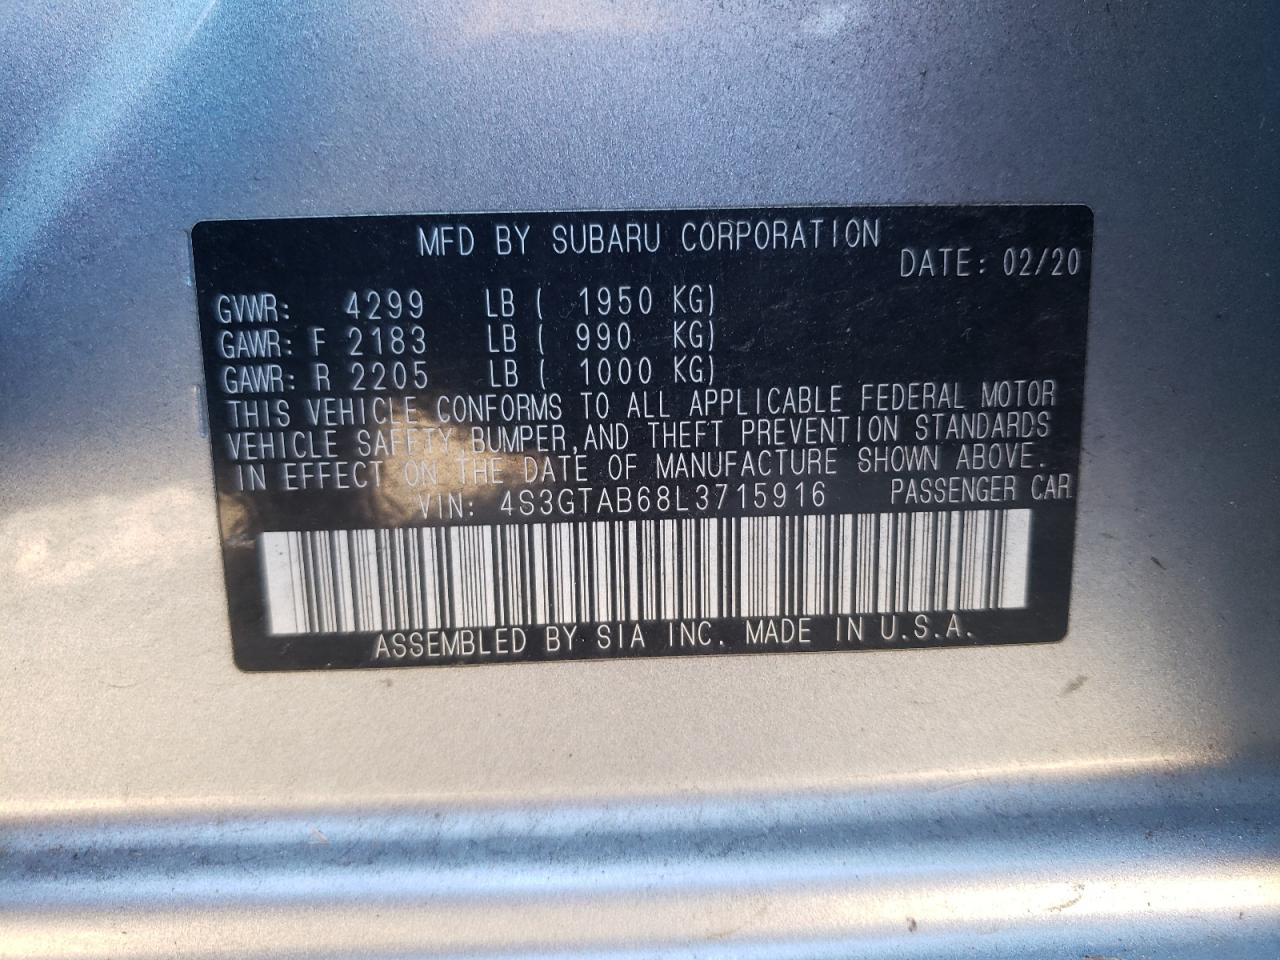 MFD BY SUBARU CORPORATION
DATE: 02/20
GVWR: 4299 LB ( 1950 KG)
GAWR: F 2183 LB ( 990 KG)
GAWR: R 2205 LB ( 1000 KG)
THIS VEHICLE CONFORMS TO ALL APPLICABLE FEDERAL MOTOR
VEHICLE SAFETY, BUMPER, AND THEFT PREVENTION STANDARDS
IN EFFECT ON THE DATE OF MANUFACTURE SHOWN ABOVE.
VIN: 4S3GTAB68L3715916 PASSENGER CAR
ASSEMBLED BY SIA INC. MADE IN U.S.A.